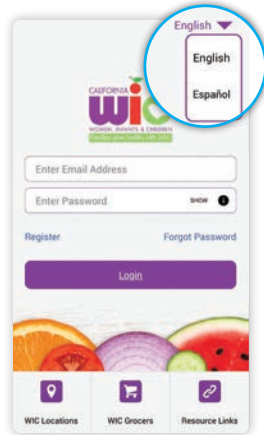 English
English
Español
CALIFORNIA
wic
WOMEN, INFANTS & CHILDREN
Enter Email Address
Enter Password
SHOW
Register
Forgot Password
Login
WIC Locations
WIC Grocers
Resource Links